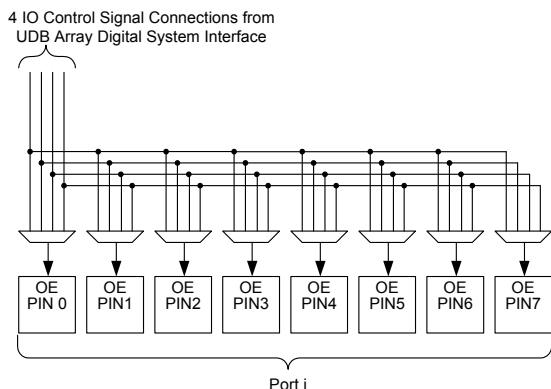 4 IO Control Signal Connections from
UDB Array Digital System Interface
OE
PIN 0
OE
PIN1
OE
PIN2
OE
PIN3
OE
PIN4
OE
PIN5
OE
PIN6
OE
PIN7
Port i